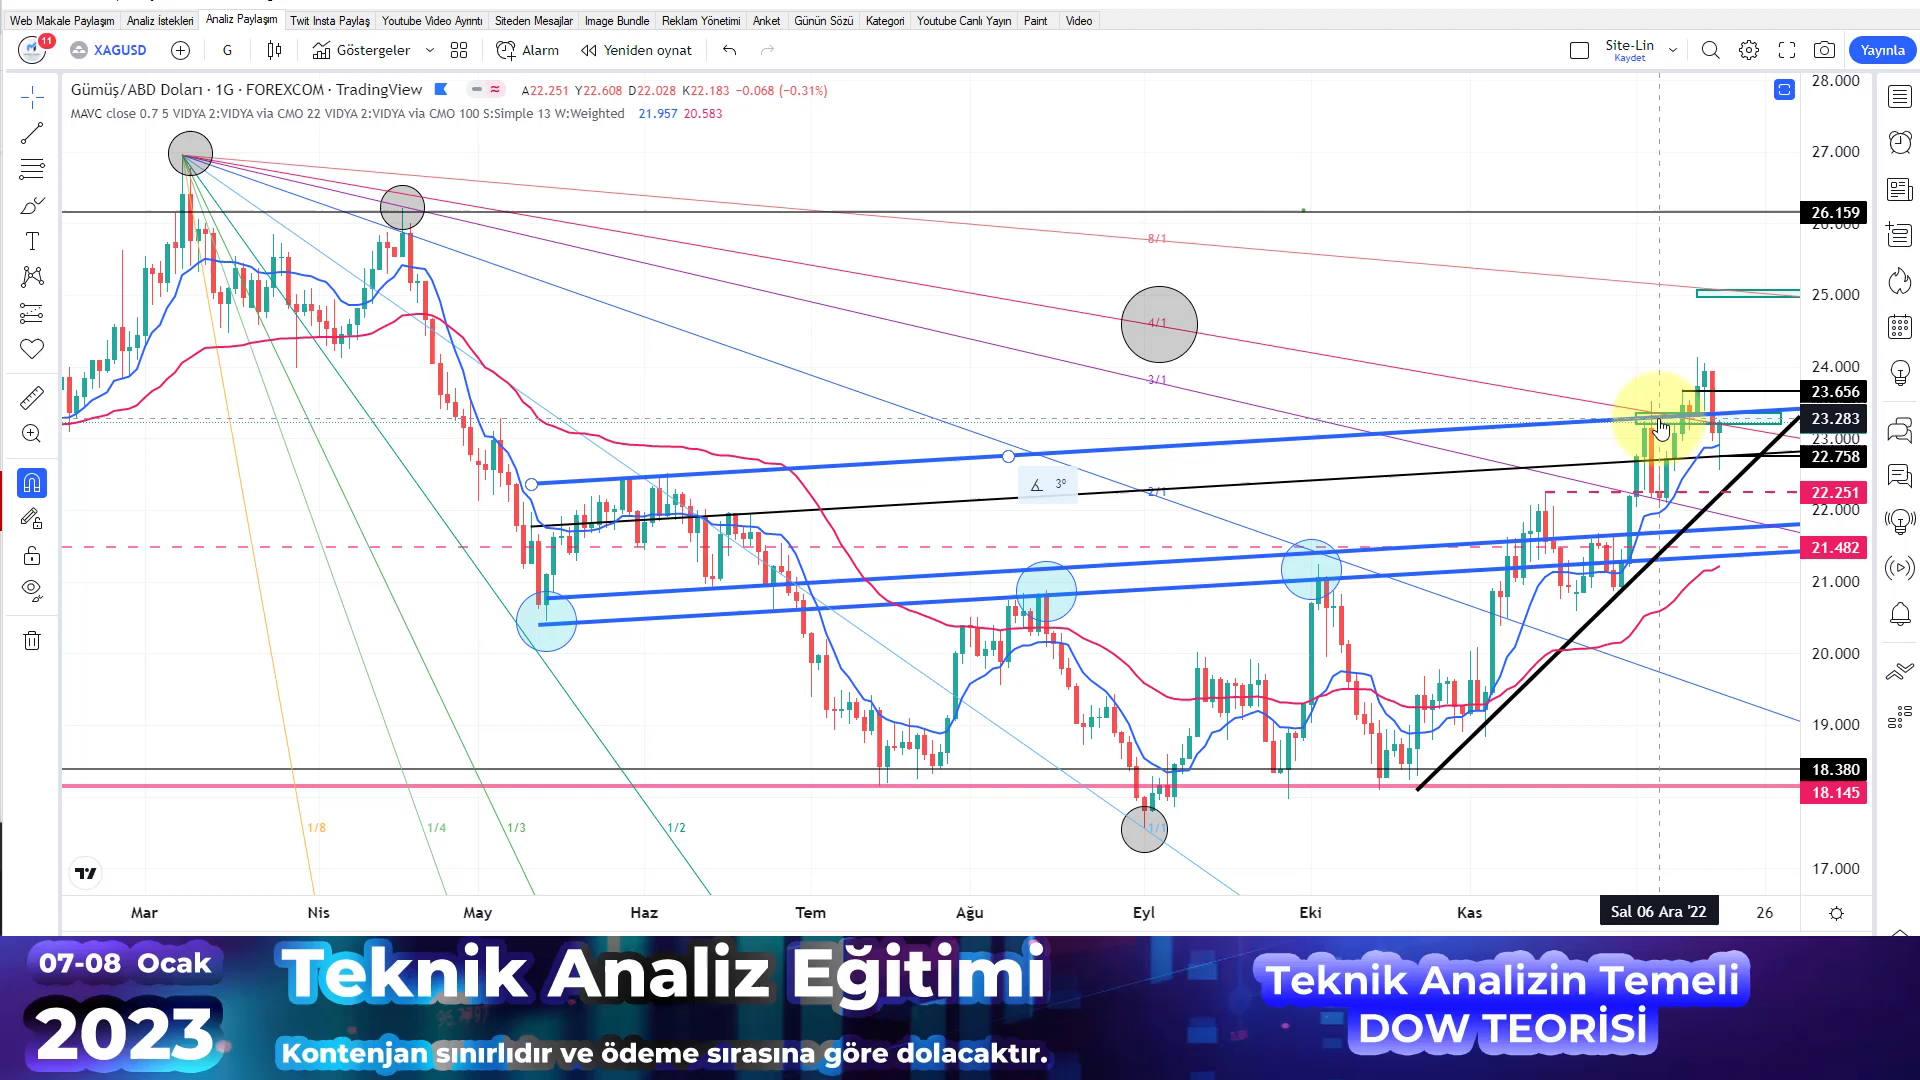 Web Makale Paylaşım Analiz İstekleri Analiz Paylaşım Twit Insta Paylaş Youtube Video Ayrıntı Siteden Mesajlar Image Bundle Reklam Yönetimi Anket Günün Sözü Kategori Youtube Canlı Yayın Paint Video
11 XAGUSD G Göstergeler Alarm Yeniden oynat Site-Lin Yayınla
Kaydet
Gümüş/ABD Doları · 1G · FOREXCOM · TradingView A22.251 Y22.608 D22.028 K22.183 −0.068 (−0.31%)
MAVC close 0.7 5 VIDYA 2:VIDYA via CMO 22 VIDYA 2:VIDYA via CMO 100 S:Simple 13 W:Weighted 21.957 20.583
28.000
27.000
26.159
26.000
8/1
25.000
4/1
24.000
3/1
23.656
23.283
23.000
22.758
3º
2/1
22.251
22.000
21.482
21.000
20.000
19.000
18.380
18.145
1/8 1/4 1/3 1/2 1/1
17.000
Mar Nis May Haz Tem Ağu Eyl Eki Kas Sal 06 Ara '22 26
07-08 Ocak
2023
Teknik Analiz Eğitimi
Kontenjan sınırlıdır ve ödeme sırasına göre dolacaktır.
Teknik Analizin Temeli
DOW TEORİSİ